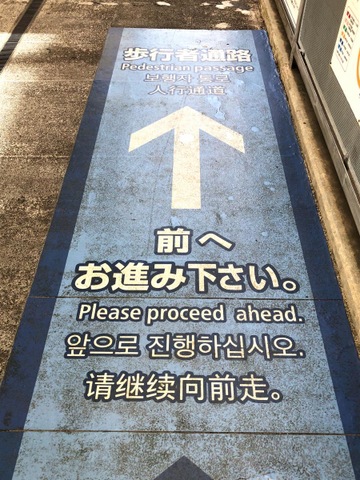 歩行者通路
Pedestrian passage
보행자 통로
人行通道
前へ
お進み下さい。
Please proceed ahead.
앞으로 진행하십시오.
请继续向前走。